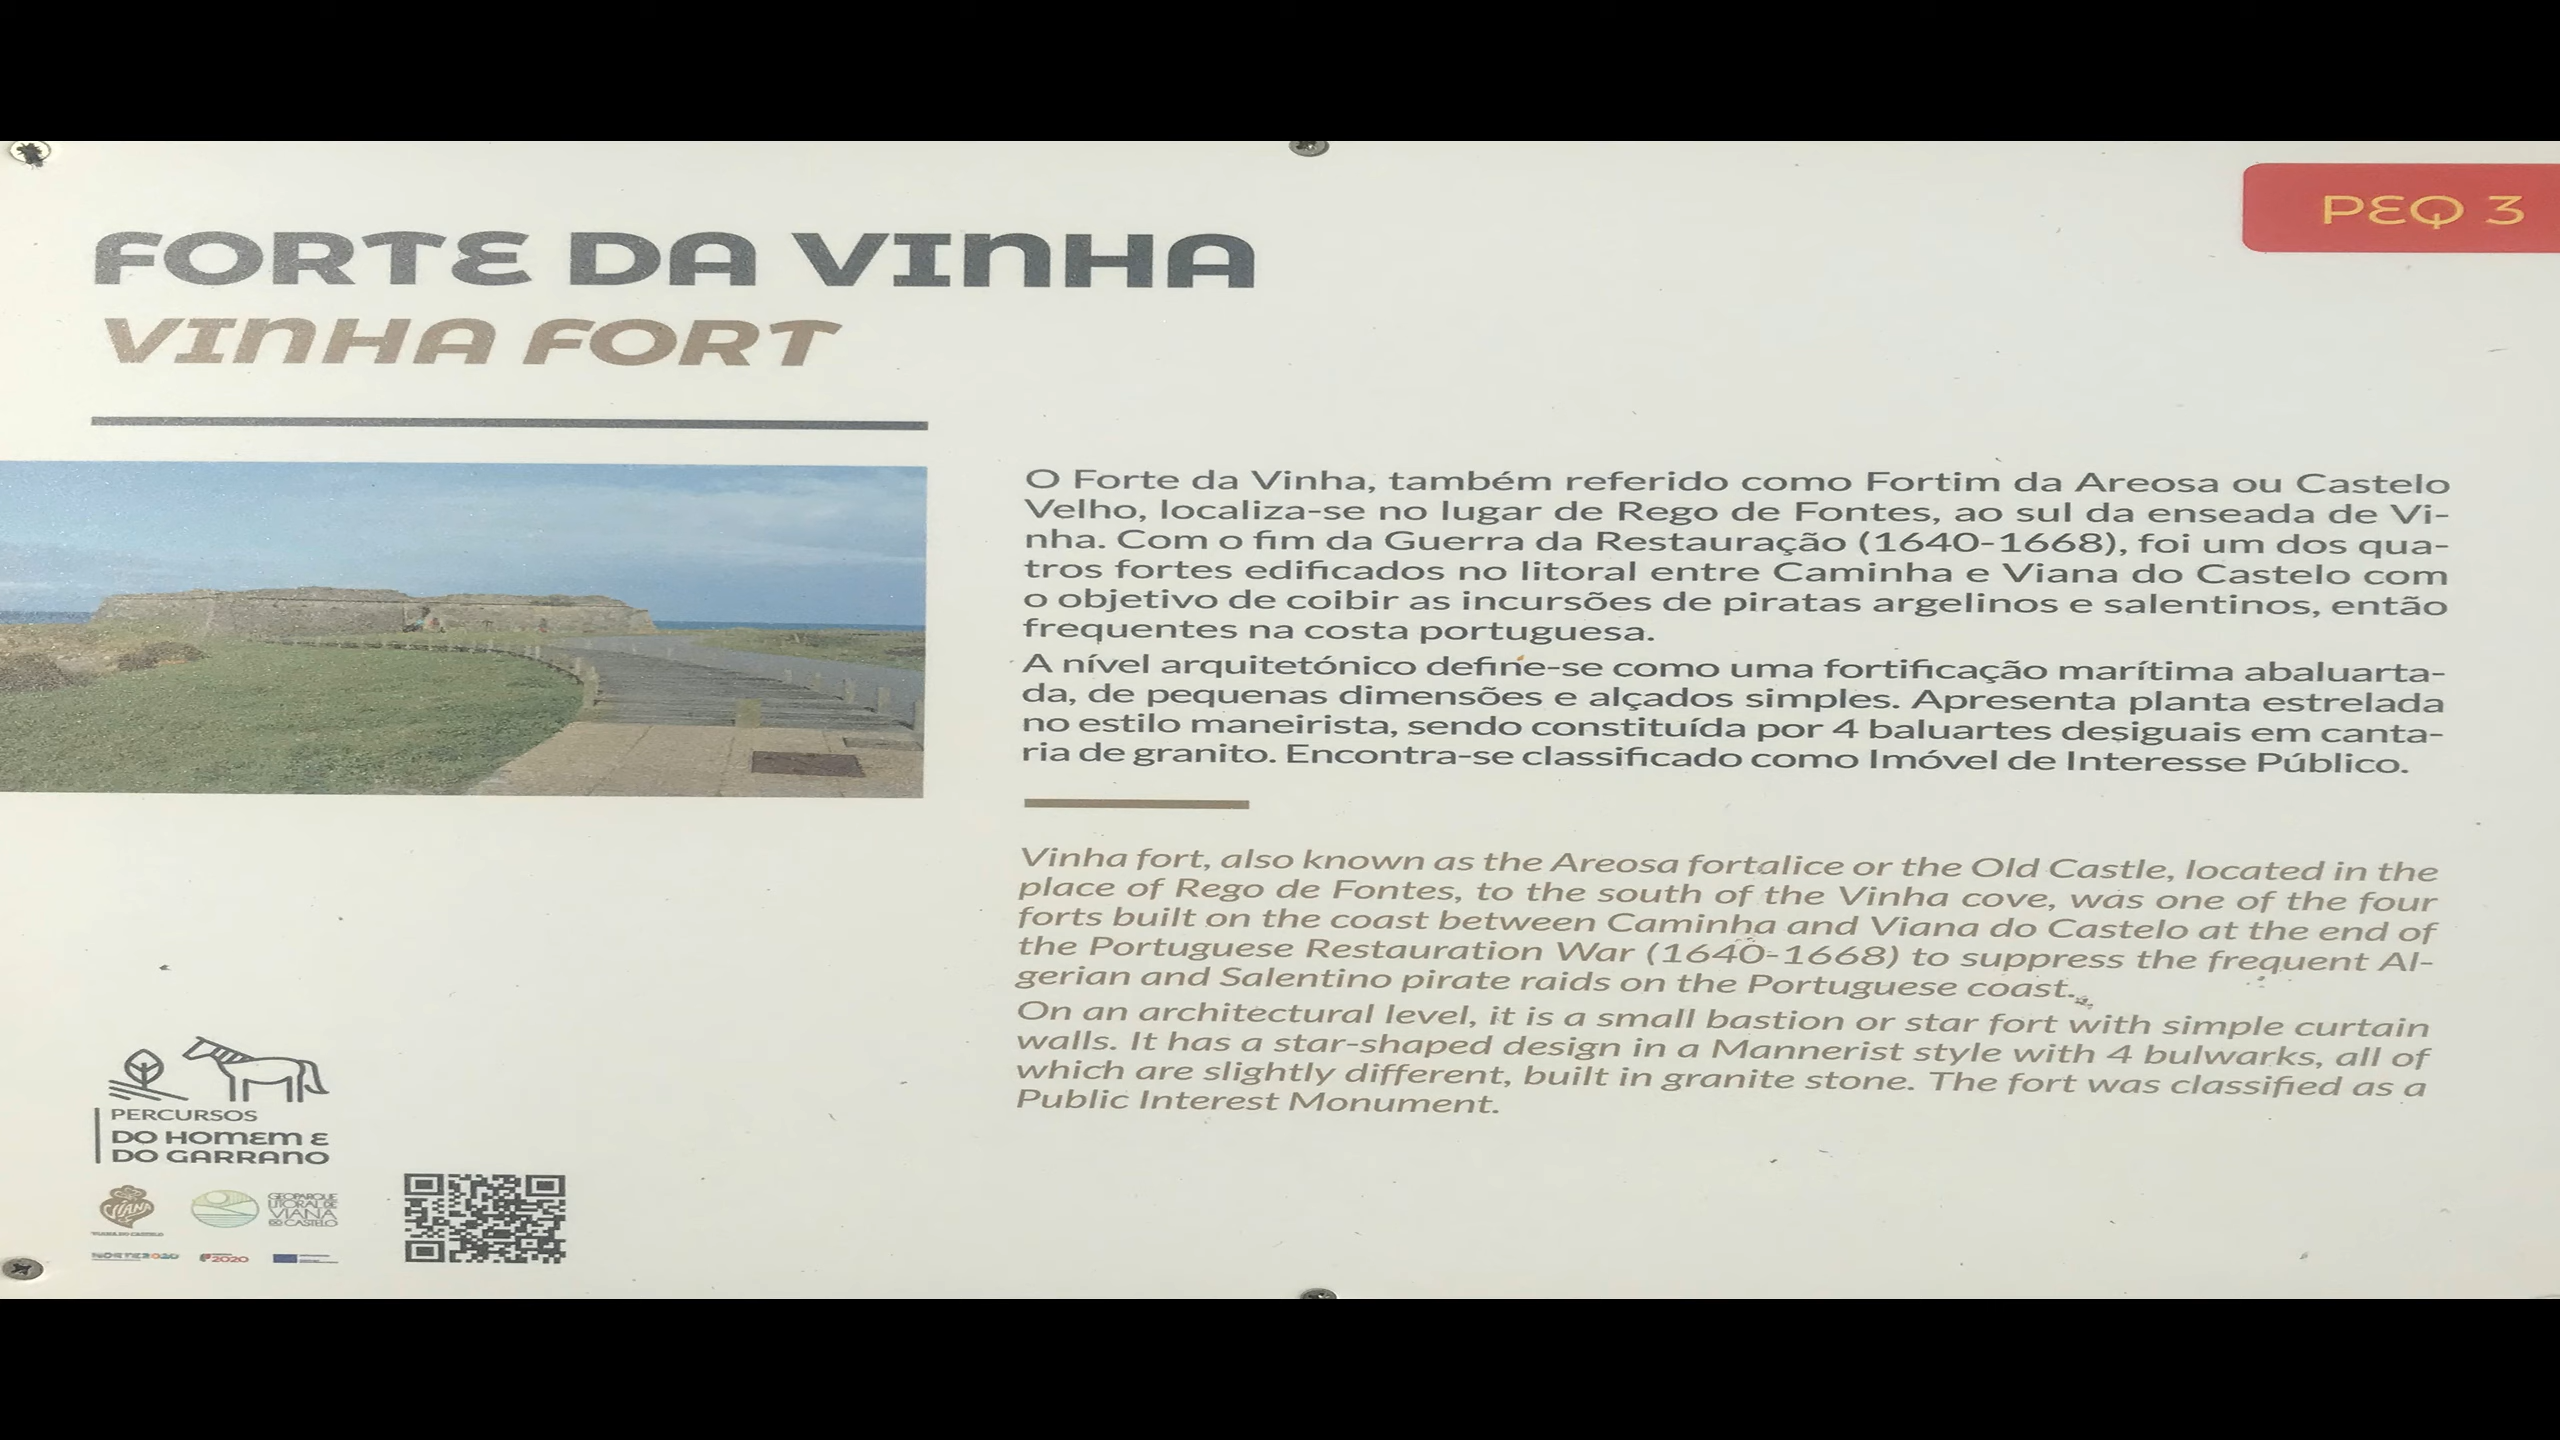 PEQ 3
FORTE DA VINHA
VINHA FORT
O Forte da Vinha, também referido como Fortim da Areosa ou Castelo
Velho, localiza-se no lugar de Rego de Fontes, ao sul da enseada de Vi-
nha. Com o fim da Guerra da Restauração (1640-1668), foi um dos qua-
tros fortes edificados no litoral entre Caminha e Viana do Castelo com
o objetivo de coibir as incursões de piratas argelinos e salentinos, então
frequentes na costa portuguesa.
A nível arquitetónico define-se como uma fortificação marítima abaluarta-
da, de pequenas dimensões e alçados simples. Apresenta planta estrelada
no estilo maneirista, sendo constituída por 4 baluartes desiguais em canta-
ria de granito. Encontra-se classificado como Imóvel de Interesse Público.
Vinha fort, also known as the Areosa fortalice or the Old Castle, located in the
place of Rego de Fontes, to the south of the Vinha cove, was one of the four
forts built on the coast between Caminha and Viana do Castelo at the end of
the Portuguese Restauration War (1640-1668) to suppress the frequent Al-
gerian and Salentino pirate raids on the Portuguese coast.
On an architectural level, it is a small bastion or star fort with simple curtain
walls. It has a star-shaped design in a Mannerist style with 4 bulwarks, all of
which are slightly different, built in granite stone. The fort was classified as a
Public Interest Monument.
PERCURSOS
DO HOMEM E
DO GARRANO
VIANA
VIANA DO CASTELO
GEOPARQUE
LITORAL DE
VIANA
DO CASTELO
NORTE2020
2020